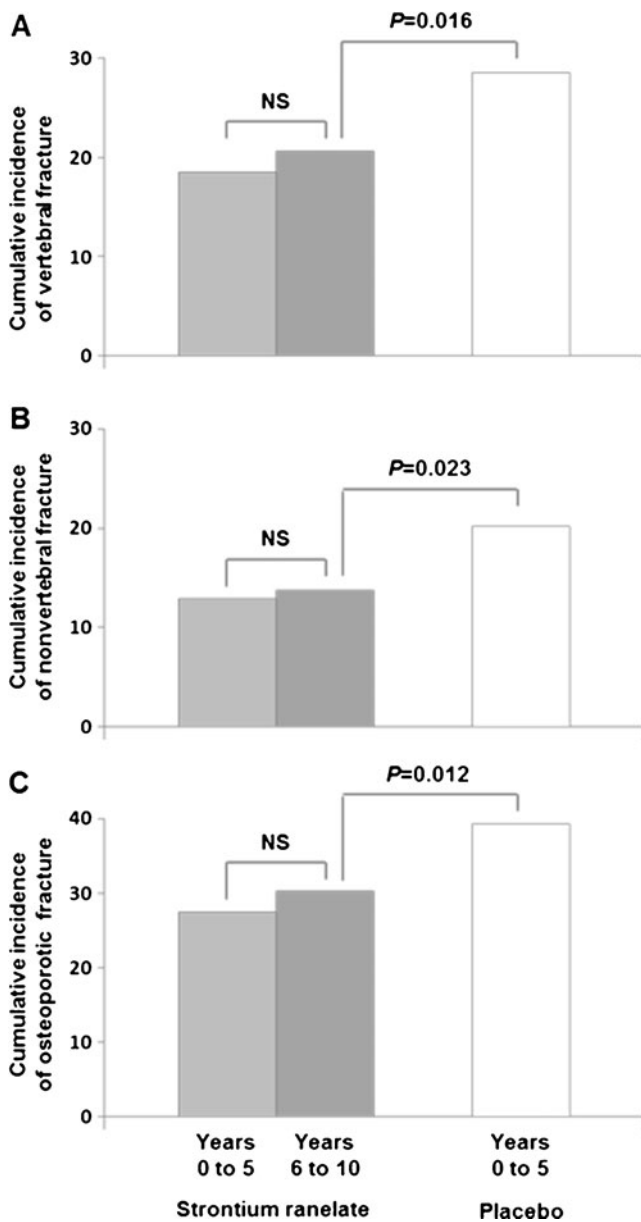 A
P=0.016
NS
30
20
10
0
Cumulative incidence
of vertebral fracture
B
P=0.023
NS
30
20
10
0
Cumulative incidence
of nonvertebral fracture
C
P=0.012
NS
40
30
20
10
0
Cumulative incidence
of osteoporotic fracture
Years Years Years
0 to 5 6 to 10 0 to 5
Strontium ranelate Placebo